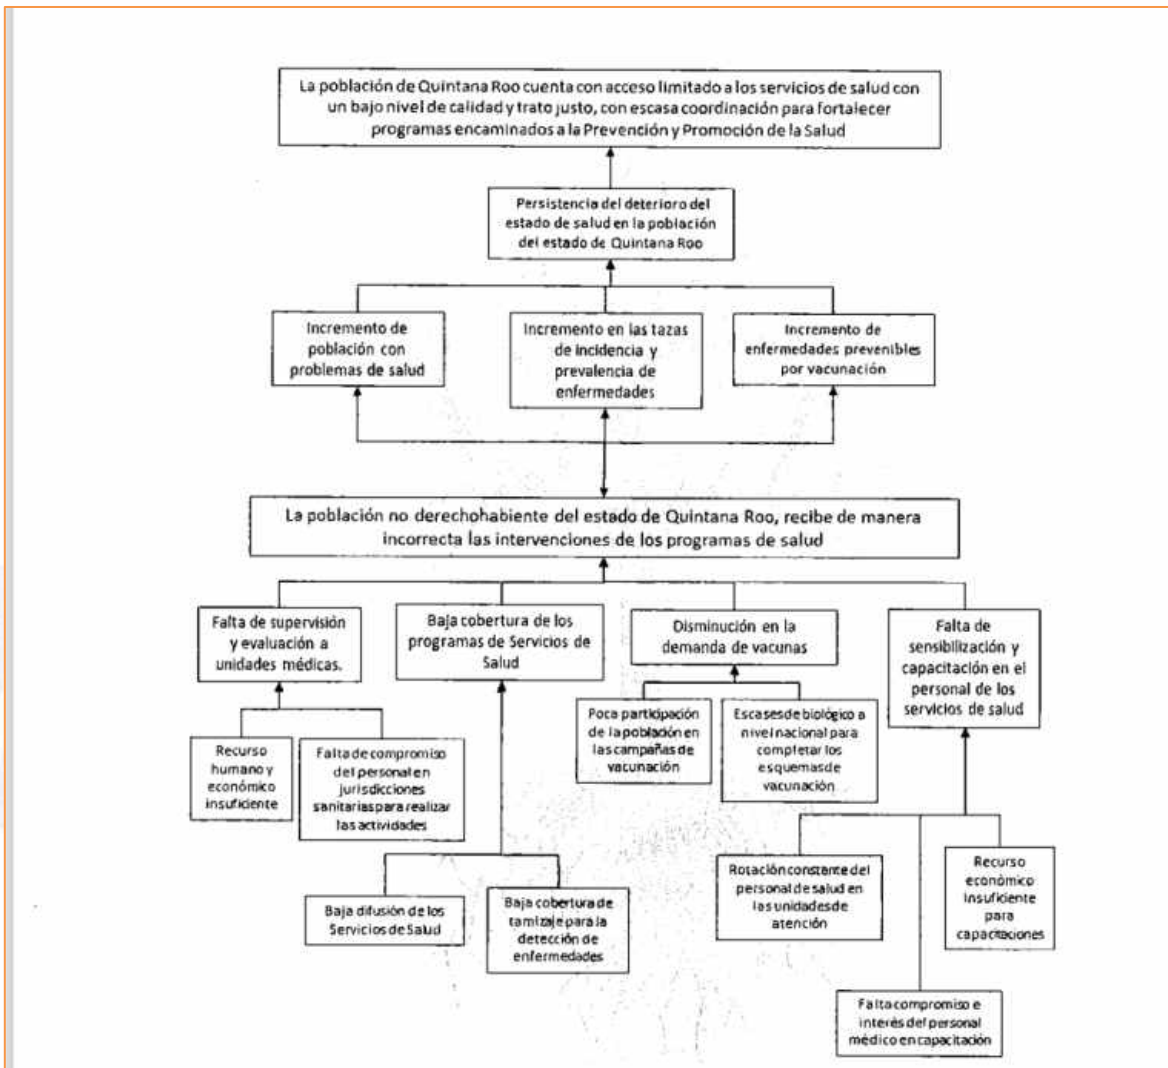 La población de Quintana Roo cuenta con acceso limitado a los servicios de salud con
un bajo nivel de calidad y trato justo, con escasa coordinación para fortalecer
programas encaminados a la Prevención y Promoción de la Salud
Persistencia del deterioro del
estado de salud en la población
del estado de Quintana Roo
Incremento de
población con
problemas de salud
Incremento en las tazas
de incidencia y
prevalencia de
enfermedades
Incremento de
enfermedades prevenibles
por vacunación
La población no derechohabiente del estado de Quintana Roo, recibe de manera
incorrecta las intervenciones de los programas de salud
Falta de supervisión
y evaluación a
unidades médicas.
Baja cobertura de los
programas de Servicios de
Salud
Disminución en la
demanda de vacunas
Falta de
sensibilización y
capacitación en el
personal de los
servicios de salud
Recurso
humano y
económico
insuficiente
Falta de compromiso
del personal en
jurisdicciones
sanitarias para realizar
las actividades
Poca participación
de la población en
las campañas de
vacunación
Escases de biológico a
nivel nacional para
completar los
esquemas de
vacunación
Baja difusión de los
Servicios de Salud
Baja cobertura de
tamizaje para la
detección de
enfermedades
Rotación constante del
personal de salud en
las unidades de
atención
Recurso
económico
insuficiente
para
capacitaciones
Falta compromiso e
interés del personal
médico en capacitación